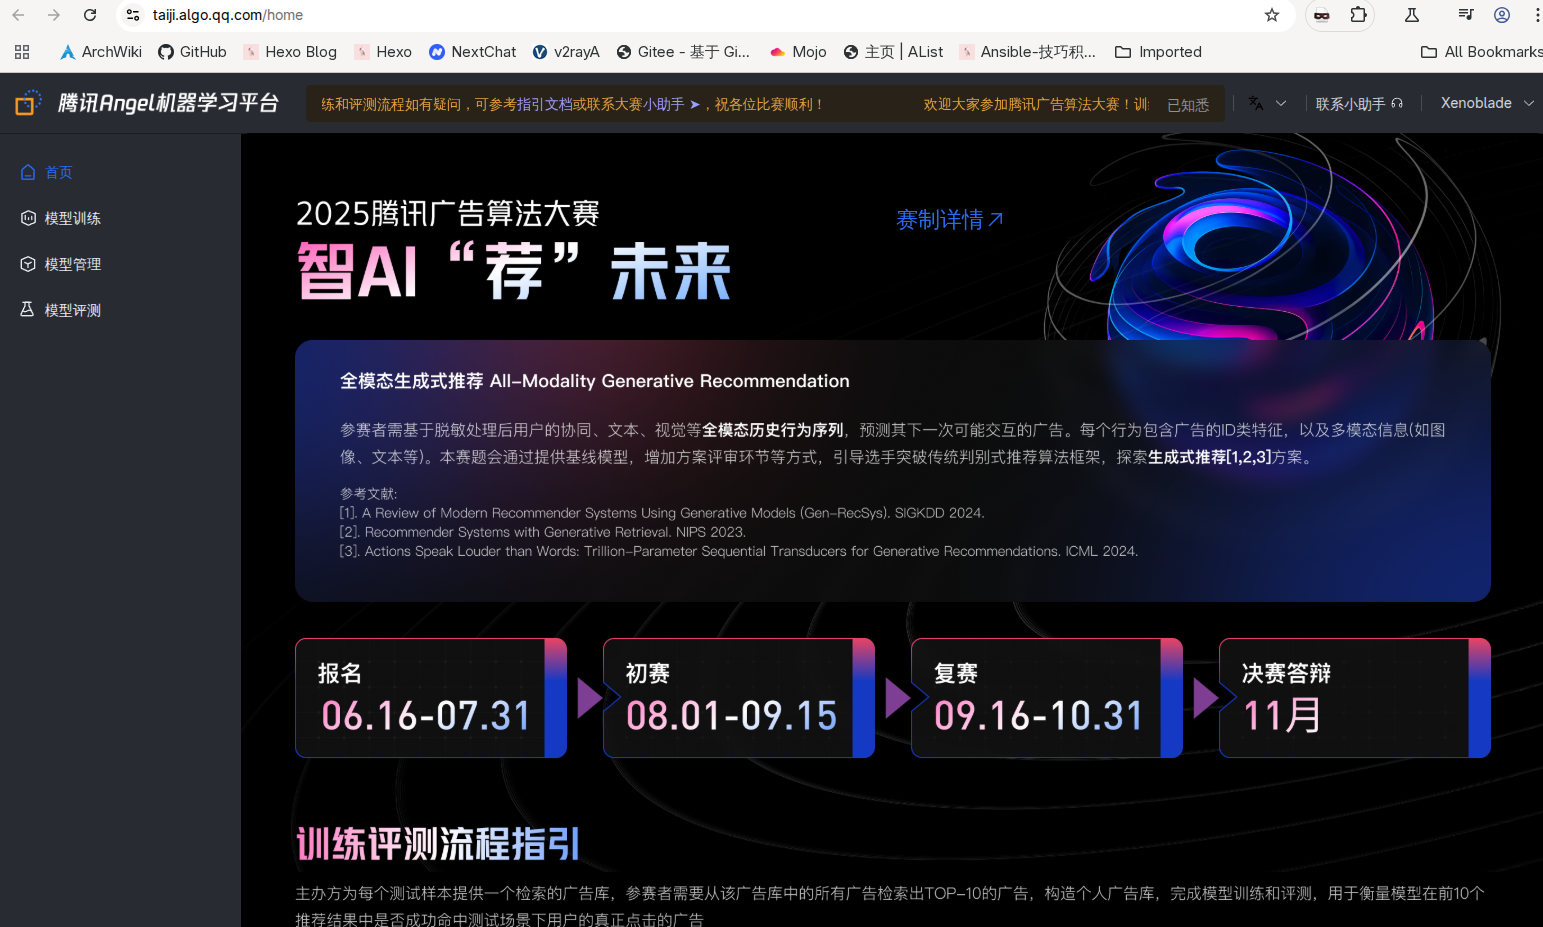 taiji.algo.qq.com/home
ArchWiki GitHub Hexo Blog Hexo NextChat v2rayA Gitee - 基于 Gi... Mojo 主页 | AList Ansible-技巧积... Imported All Bookmarks
腾讯Angel机器学习平台 练和评测流程如有疑问，可参考指引文档或联系大赛小助手 ➤，祝各位比赛顺利！ 欢迎大家参加腾讯广告算法大赛！训 已知悉 联系小助手 Xenoblade
首页
模型训练
模型管理
模型评测
2025腾讯广告算法大赛
赛制详情
智AI“荐”未来
全模态生成式推荐 All-Modality Generative Recommendation
参赛者需基于脱敏处理后用户的协同、文本、视觉等全模态历史行为序列，预测其下一次可能交互的广告。每个行为包含广告的ID类特征，以及多模态信息(如图
像、文本等)。本赛题会通过提供基线模型，增加方案评审环节等方式，引导选手突破传统判别式推荐算法框架，探索生成式推荐[1,2,3]方案。
参考文献:
[1]. A Review of Modern Recommender Systems Using Generative Models (Gen-RecSys). SIGKDD 2024.
[2]. Recommender Systems with Generative Retrieval. NIPS 2023.
[3]. Actions Speak Louder than Words: Trillion-Parameter Sequential Transducers for Generative Recommendations. ICML 2024.
报名
06.16-07.31
初赛
08.01-09.15
复赛
09.16-10.31
决赛答辩
11月
训练评测流程指引
主办方为每个测试样本提供一个检索的广告库，参赛者需要从该广告库中的所有广告检索出TOP-10的广告，构造个人广告库，完成模型训练和评测，用于衡量模型在前10个
推荐结果中是否成功命中测试场景下用户的真正点击的广告